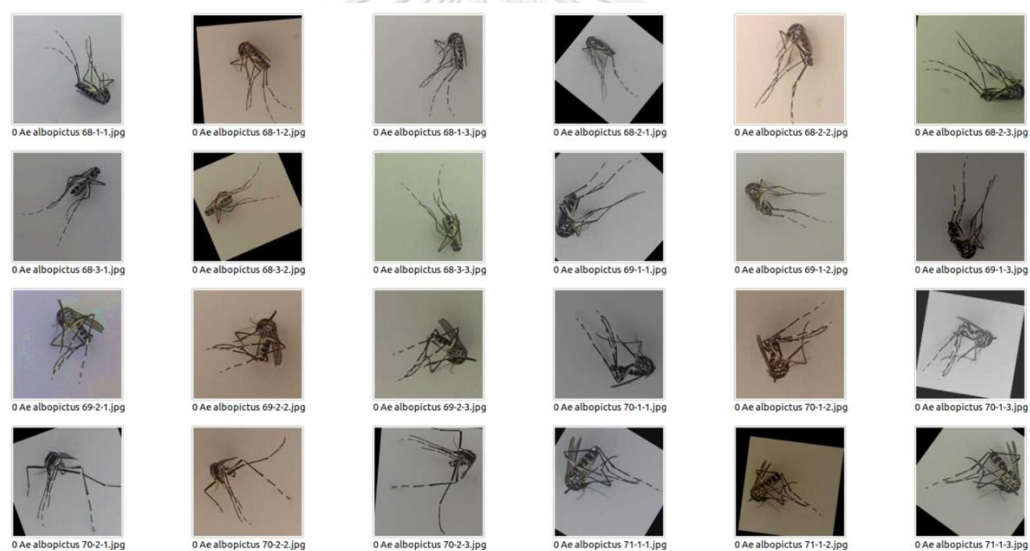 0 Ae albopictus 68-1-1.jpg 0 Ae albopictus 68-1-2.jpg 0 Ae albopictus 68-1-3.jpg 0 Ae albopictus 68-2-1.jpg 0 Ae albopictus 68-2-2.jpg 0 Ae albopictus 68-2-3.jpg
0 Ae albopictus 68-3-1.jpg 0 Ae albopictus 68-3-2.jpg 0 Ae albopictus 68-3-3.jpg 0 Ae albopictus 69-1-1.jpg 0 Ae albopictus 69-1-2.jpg 0 Ae albopictus 69-1-3.jpg
0 Ae albopictus 69-2-1.jpg 0 Ae albopictus 69-2-2.jpg 0 Ae albopictus 69-2-3.jpg 0 Ae albopictus 70-1-1.jpg 0 Ae albopictus 70-1-2.jpg 0 Ae albopictus 70-1-3.jpg
0 Ae albopictus 70-2-1.jpg 0 Ae albopictus 70-2-2.jpg 0 Ae albopictus 70-2-3.jpg 0 Ae albopictus 71-1-1.jpg 0 Ae albopictus 71-1-2.jpg 0 Ae albopictus 71-1-3.jpg